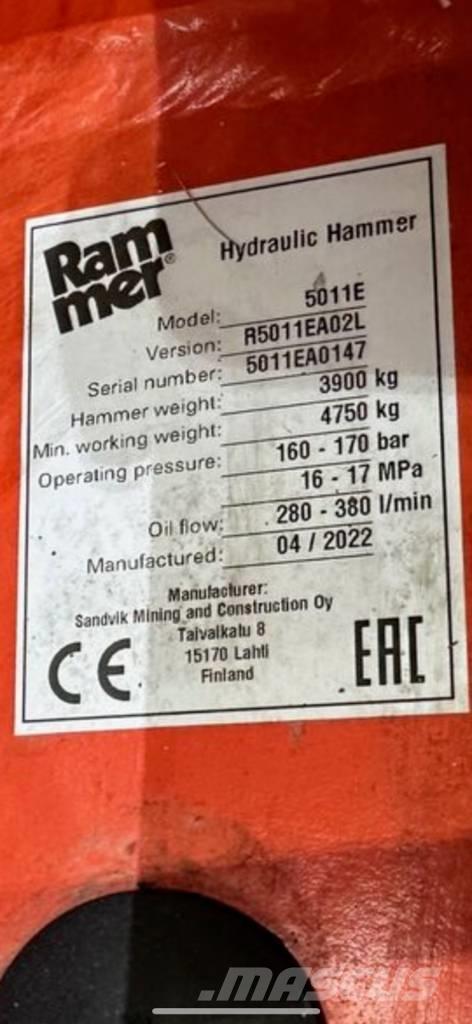 Rammer®
Hydraulic Hammer
Model: 5011E
Version: R5011EA02L
Serial number: 5011EA0147
Hammer weight: 3900 kg
Min. working weight: 4750 kg
Operating pressure: 160 - 170 bar
16 - 17 MPa
Oil flow: 280 - 380 l/min
Manufactured: 04 / 2022
Manufacturer:
Sandvik Mining and Construction Oy
Taivalkatu 8
15170 Lahti
Finland
CE
EAC
MASCUS